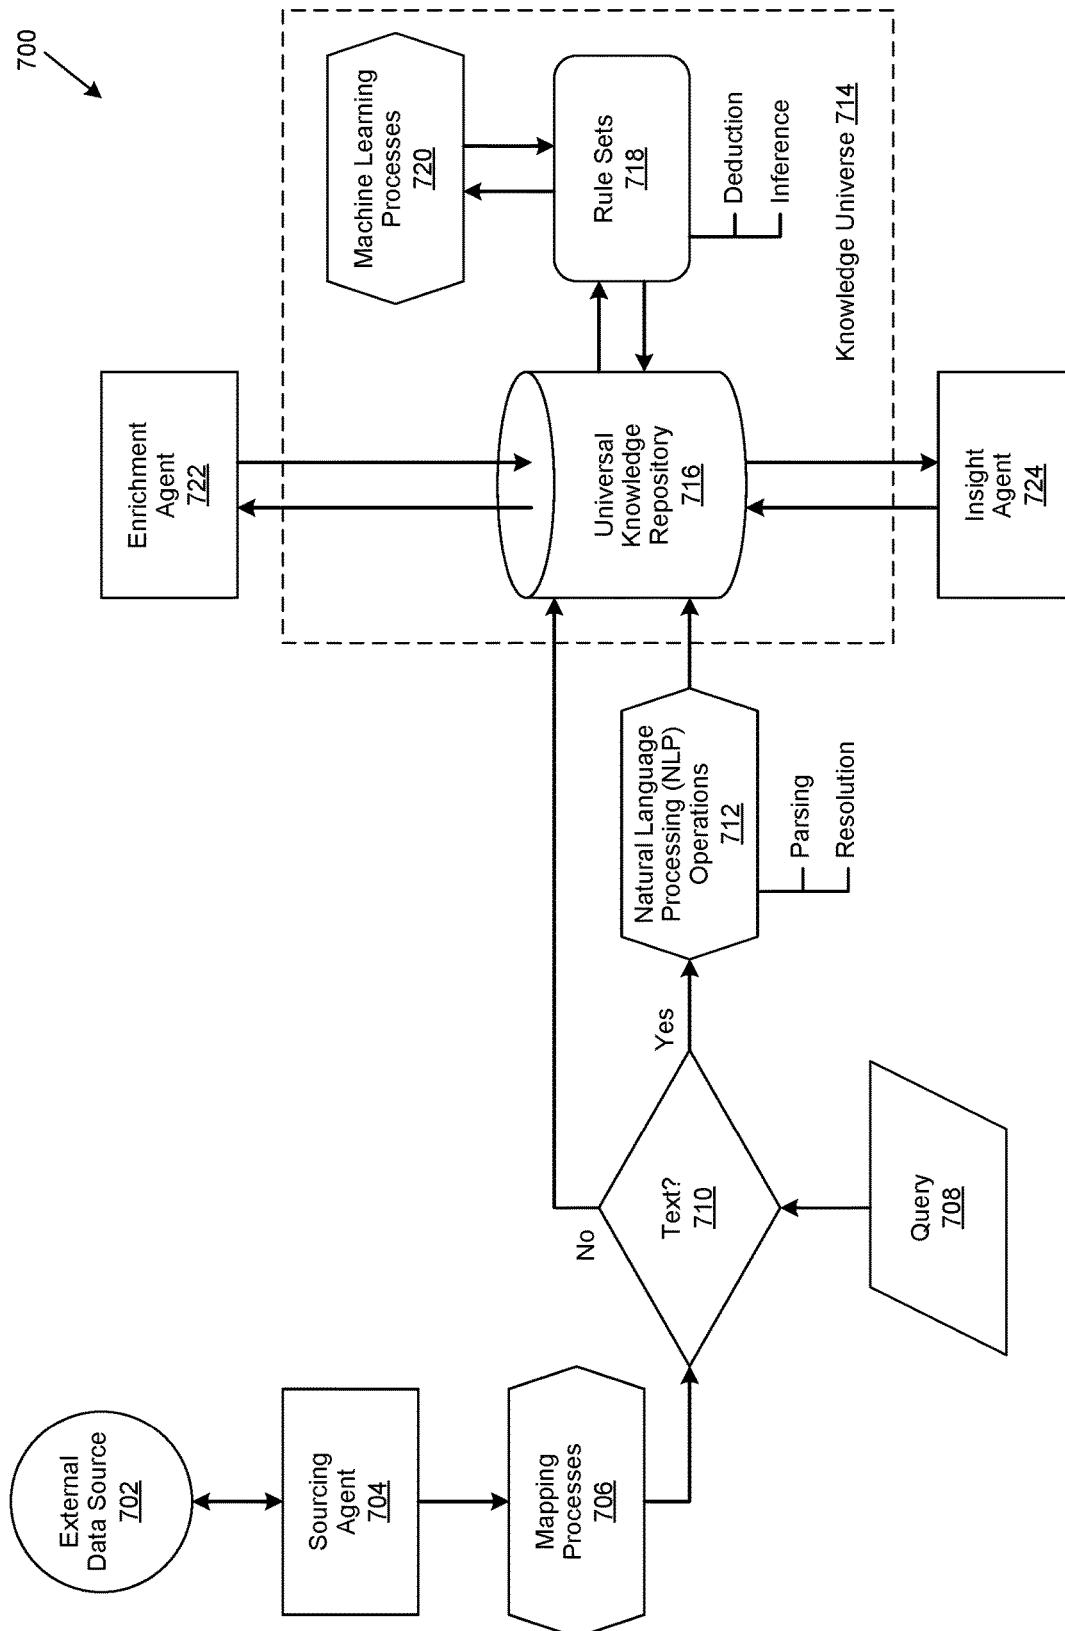 700
External
Data Source
702
Sourcing
Agent
704
Mapping
Processes
706
Text?
710
No
Yes
Query
708
Natural Language
Processing (NLP)
Operations
712
Parsing
Resolution
Enrichment
Agent
722
Universal
Knowledge
Repository
716
Insight
Agent
724
Machine Learning
Processes
720
Rule Sets
718
Deduction
Inference
Knowledge Universe 714